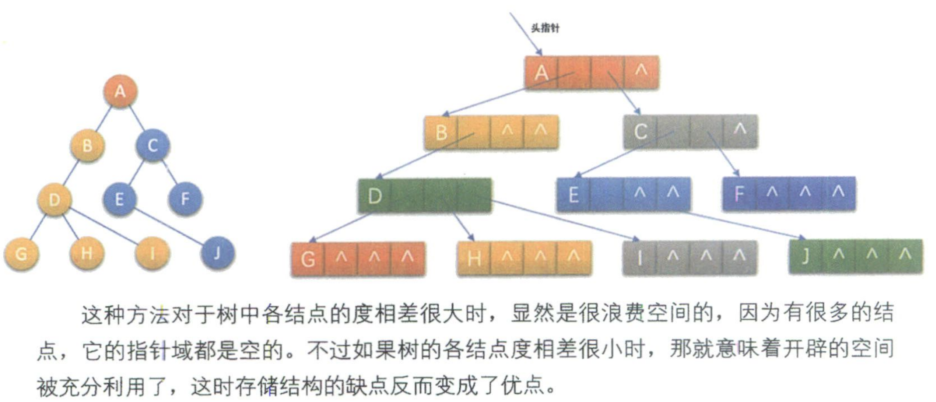 头指针
A
A ^
B
C
B ^ ^
C ^
D
E
F
D
E ^ ^
F ^ ^ ^
G
H
I
J
G ^ ^ ^
H ^ ^ ^
I ^ ^ ^
J ^ ^ ^
这种方法对于树中各结点的度相差很大时，显然是很浪费空间的，因为有很多的结
点，它的指针域都是空的。不过如果树的各结点度相差很小时，那就意味着开辟的空间
被充分利用了，这时存储结构的缺点反而变成了优点。